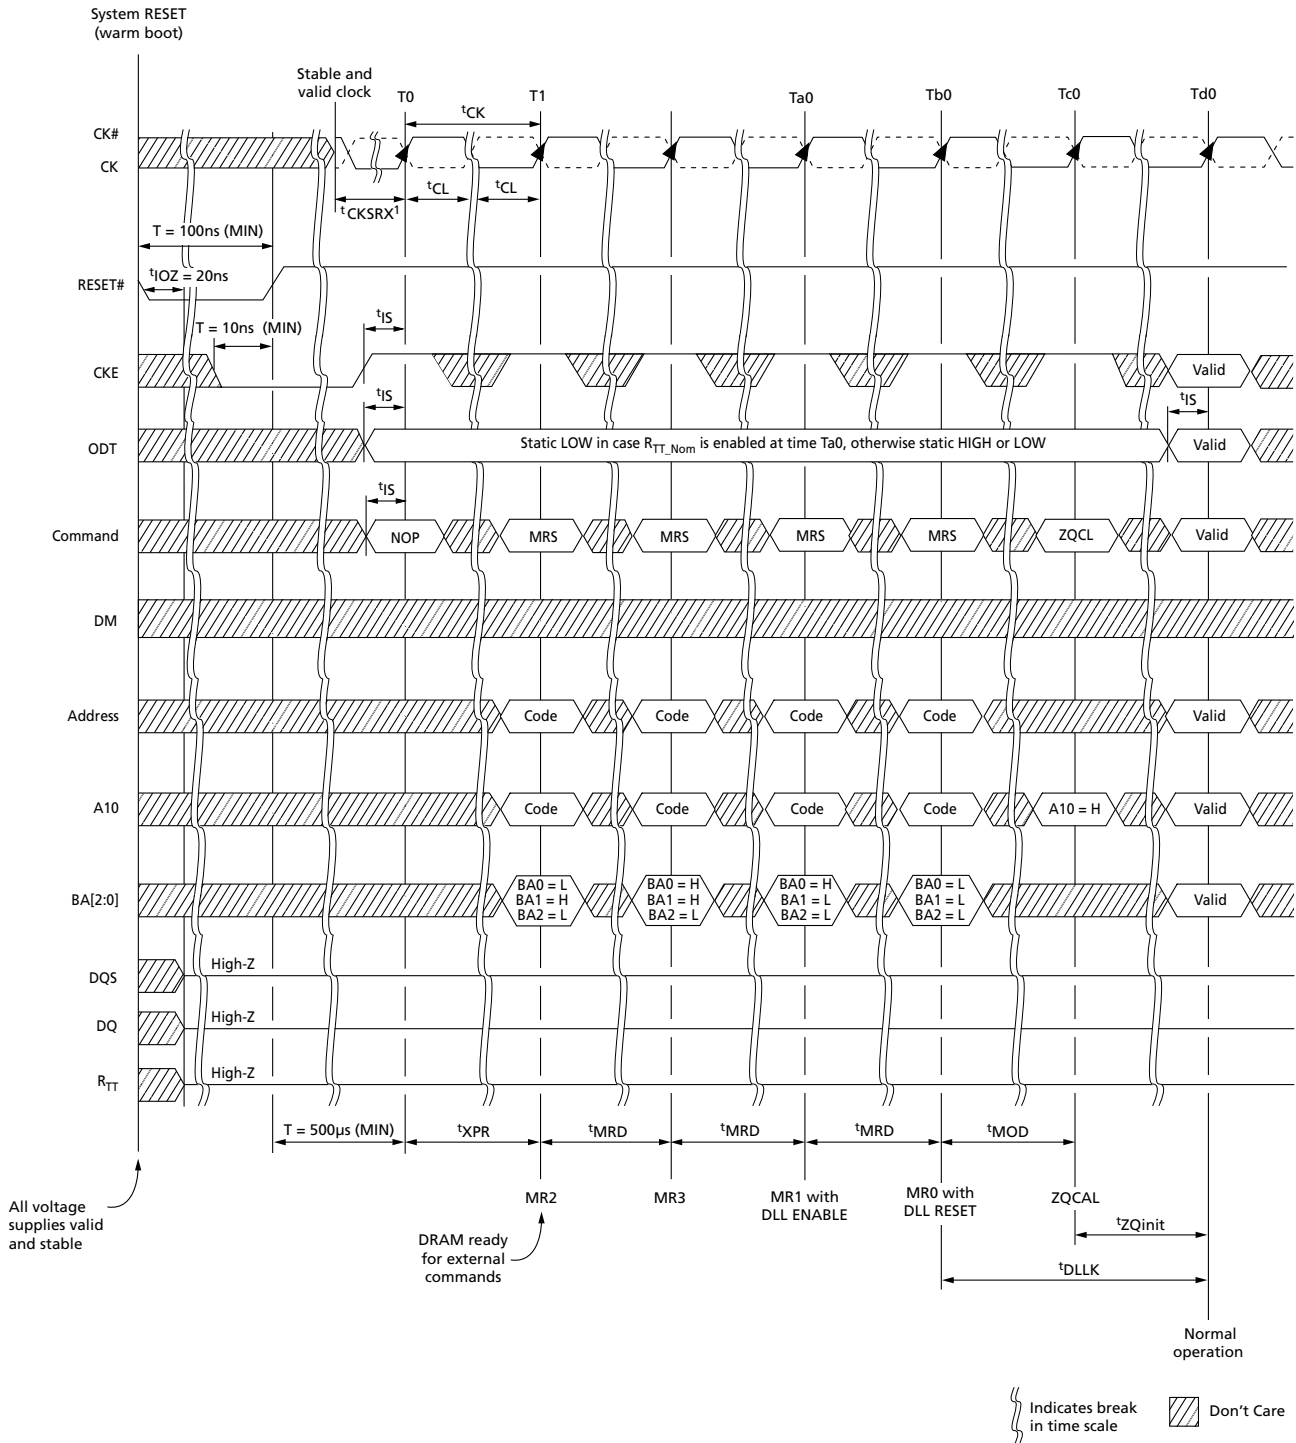 System RESET
(warm boot)
Stable and
valid clock
T0
T1
Ta0
Tb0
Tc0
Td0
tCK
CK#
CK
tCL
tCL
tCKSRX1
T = 100ns (MIN)
tIOZ = 20ns
RESET#
T = 10ns (MIN)
tIS
CKE
Valid
tIS
tIS
ODT
Static LOW in case RTT_Nom is enabled at time Ta0, otherwise static HIGH or LOW
Valid
tIS
Command
NOP
MRS
MRS
MRS
MRS
ZQCL
Valid
DM
Address
Code
Code
Code
Code
Valid
A10
Code
Code
Code
Code
A10 = H
Valid
BA[2:0]
BA0 = L
BA1 = H
BA2 = L
BA0 = H
BA1 = H
BA2 = L
BA0 = H
BA1 = L
BA2 = L
BA0 = L
BA1 = L
BA2 = L
Valid
DQS
High-Z
DQ
High-Z
RTT
High-Z
T = 500µs (MIN)
tXPR
tMRD
tMRD
tMRD
tMOD
All voltage
supplies valid
and stable
MR2
MR3
MR1 with
DLL ENABLE
MR0 with
DLL RESET
ZQCAL
DRAM ready
for external
commands
tZQinit
tDLLK
Normal
operation
Indicates break
in time scale
Don't Care